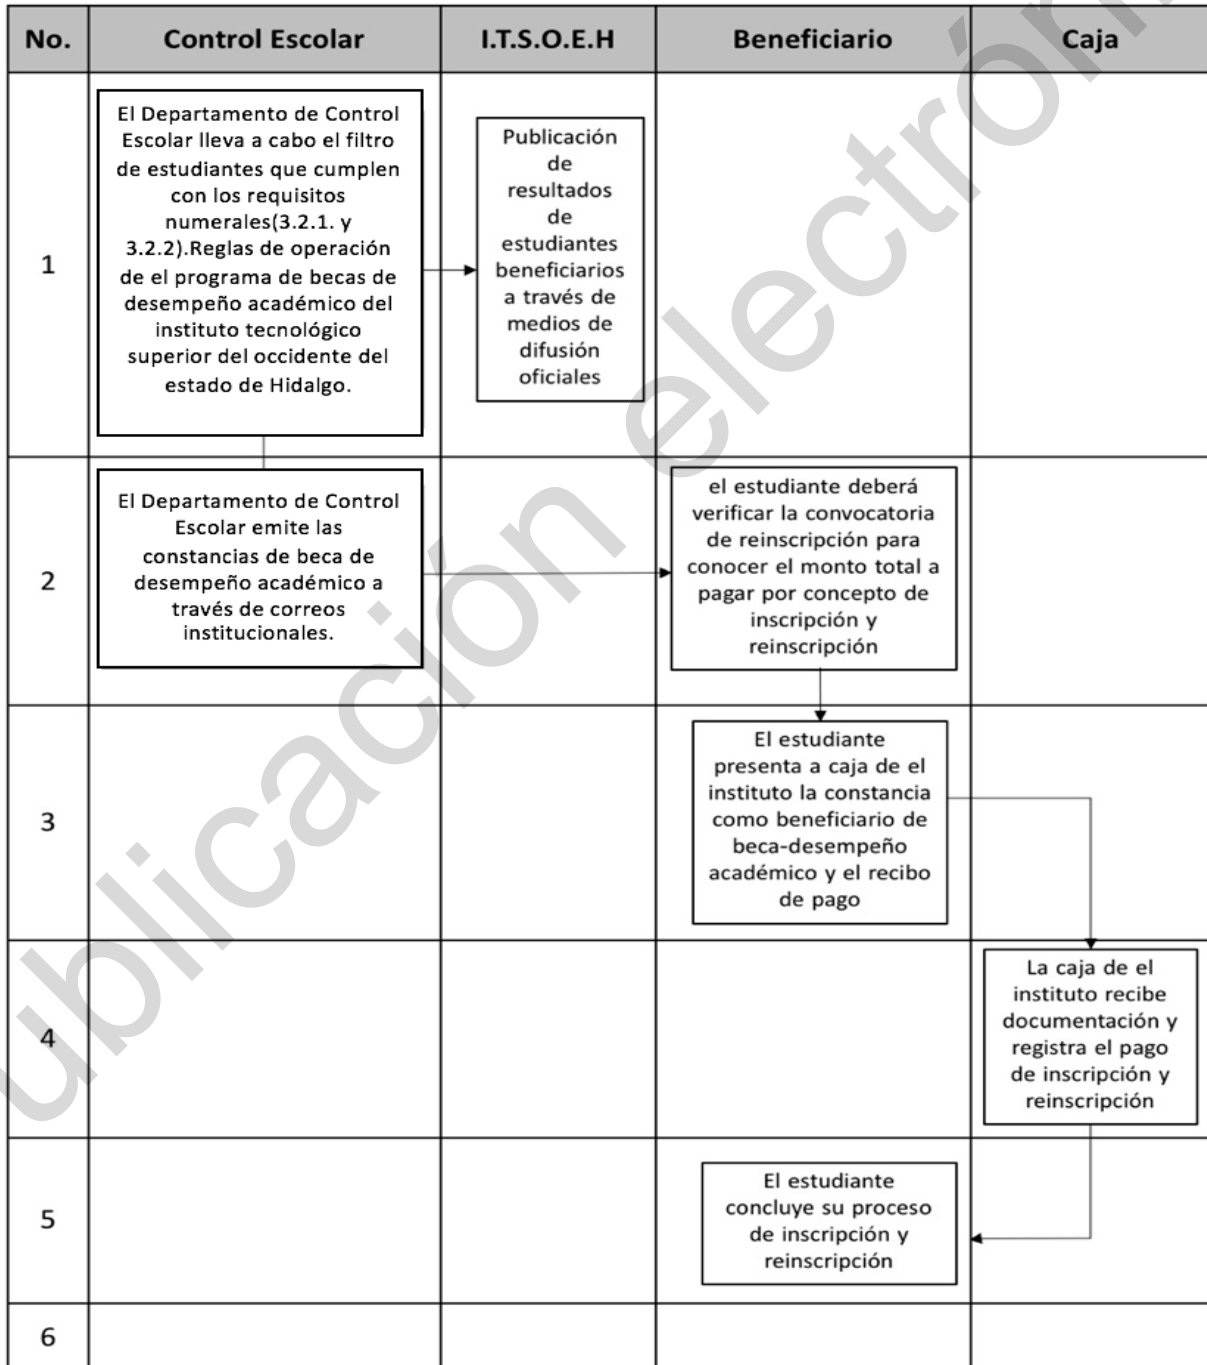 No.
Control Escolar
I.T.S.O.E.H
Beneficiario
Caja
1
El Departamento de Control
Escolar lleva a cabo el filtro
de estudiantes que cumplen
con los requisitos
numerales(3.2.1. y
3.2.2).Reglas de operación
de el programa de becas de
desempeño académico del
instituto tecnológico
superior del occidente del
estado de Hidalgo.
Publicación
de
resultados
de
estudiantes
beneficiarios
a través de
medios de
difusión
oficiales
2
El Departamento de Control
Escolar emite las
constancias de beca de
desempeño académico a
través de correos
institucionales.
el estudiante deberá
verificar la convocatoria
de reinscripción para
conocer el monto total a
pagar por concepto de
inscripción y
reinscripción
3
El estudiante
presenta a caja de el
instituto la constancia
como beneficiario de
beca-desempeño
académico y el recibo
de pago
4
La caja de el
instituto recibe
documentación y
registra el pago
de inscripción y
reinscripción
5
El estudiante
concluye su proceso
de inscripción y
reinscripción
6
ublicación electróni